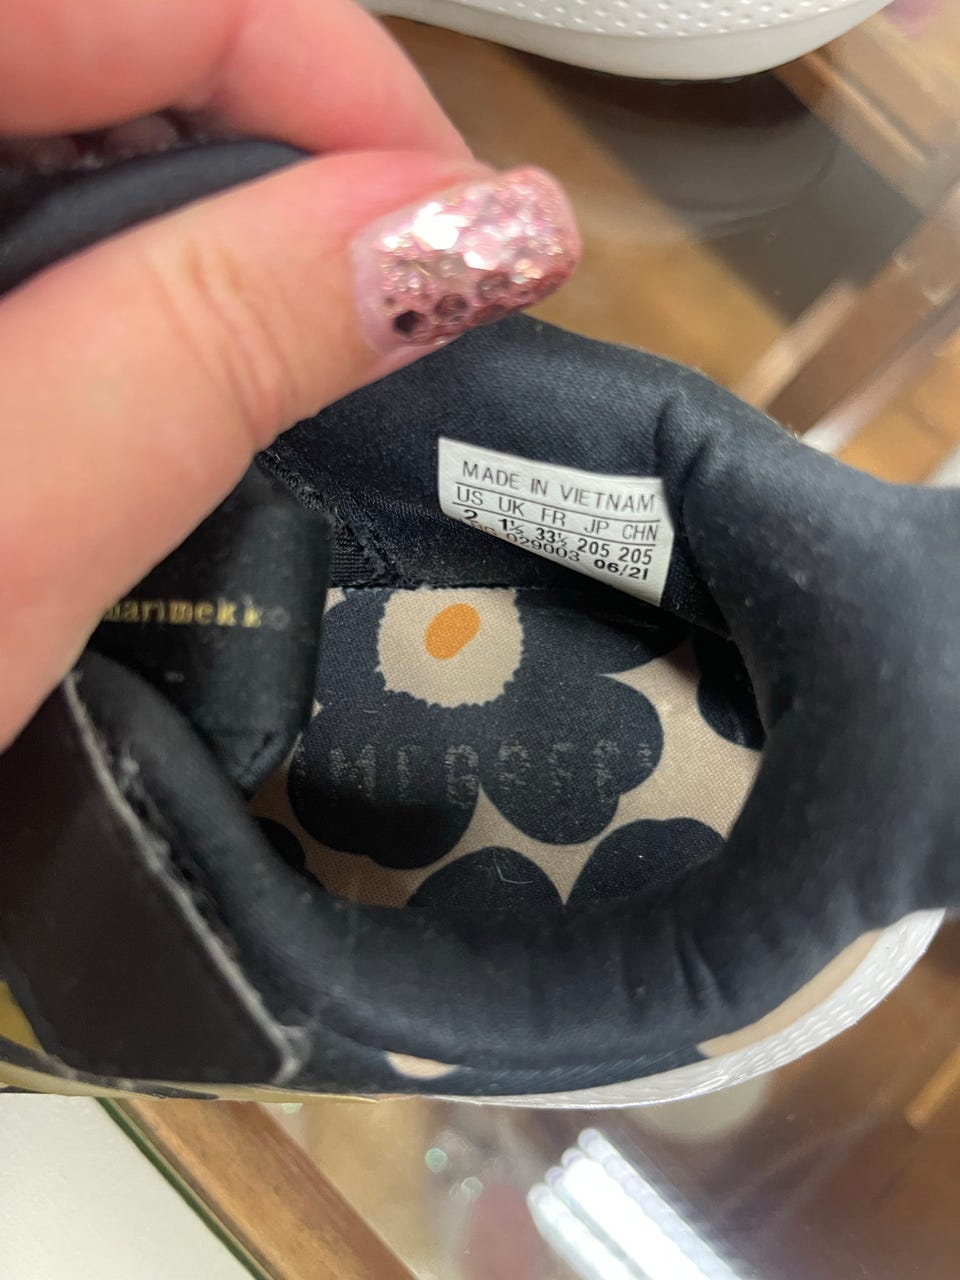 MADE IN VIETNAM
US UK FR JP CHN
2 1½ 33½ 205 205
029003 06/21
marimekko